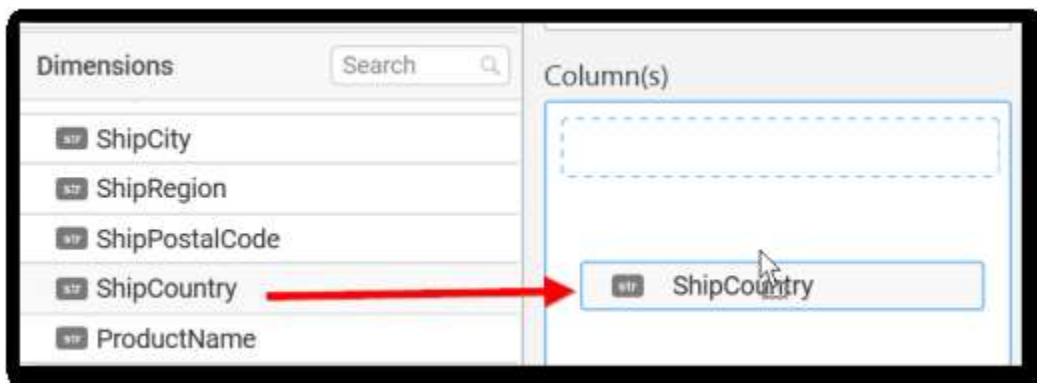 Dimensions
Search
str ShipCity
str ShipRegion
str ShipPostalCode
str ShipCountry
str ProductName
Column(s)
str ShipCountry